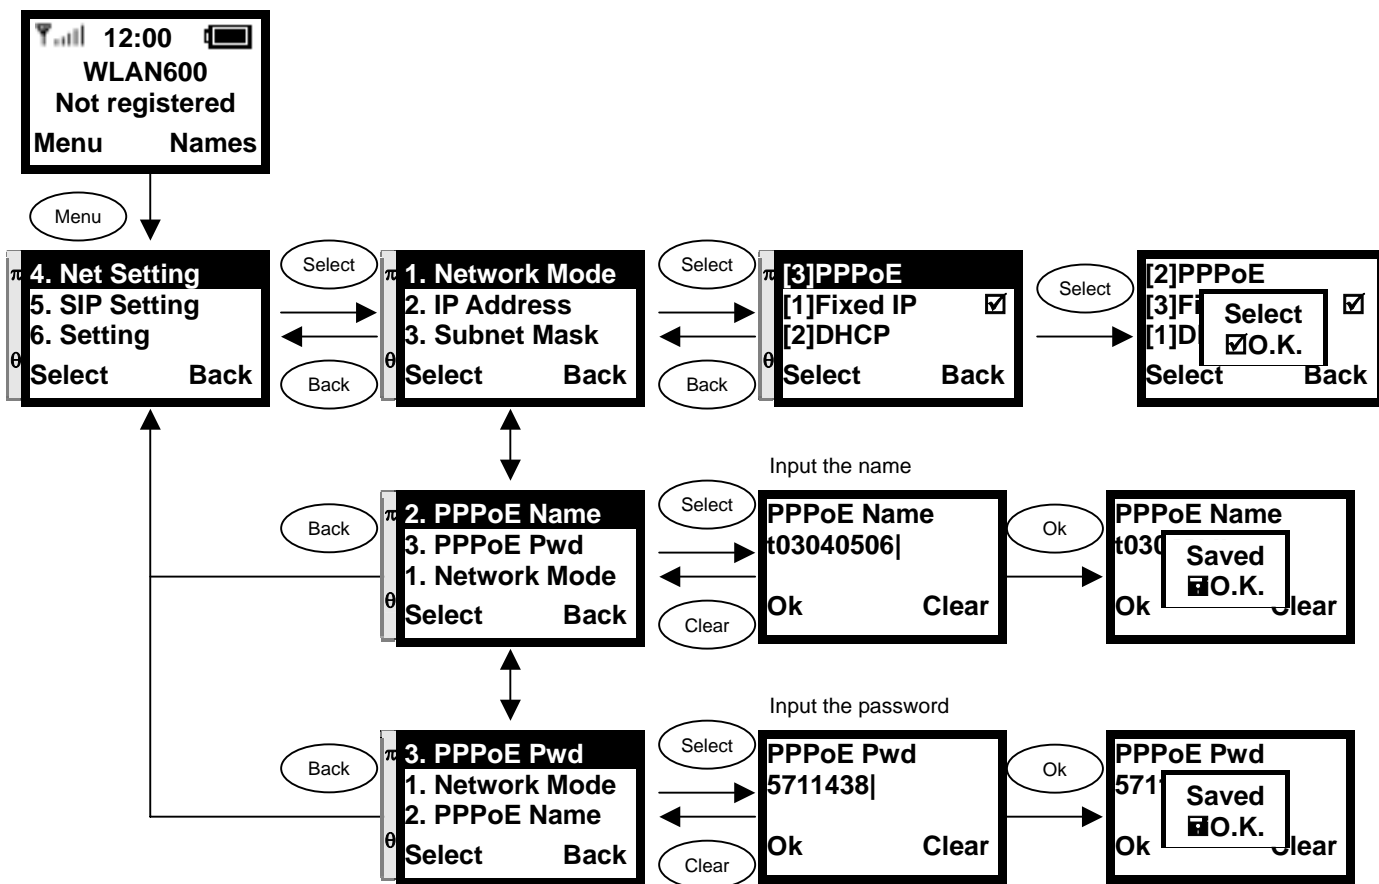 12:00
WLAN600
Not registered
Menu Names
Menu
π 4. Net Setting
5. SIP Setting
6. Setting
θ
Select Back
Select
Back
π 1. Network Mode
2. IP Address
3. Subnet Mask
θ
Select Back
Select
Back
π [3]PPPoE
[1]Fixed IP ☑
[2]DHCP
θ
Select Back
Select
[2]PPPoE
[3]Fi ☑
[1]D
Select
☑O.K.
Select Back
Back
π 2. PPPoE Name
3. PPPoE Pwd
1. Network Mode
θ
Select Back
Select
Clear
Input the name
PPPoE Name
t03040506|
Ok Clear
Ok
PPPoE Name
t030
Saved
O.K.
Ok Clear
Back
π 3. PPPoE Pwd
1. Network Mode
2. PPPoE Name
θ
Select Back
Select
Clear
Input the password
PPPoE Pwd
5711438|
Ok Clear
Ok
PPPoE Pwd
571
Saved
O.K.
Ok Clear